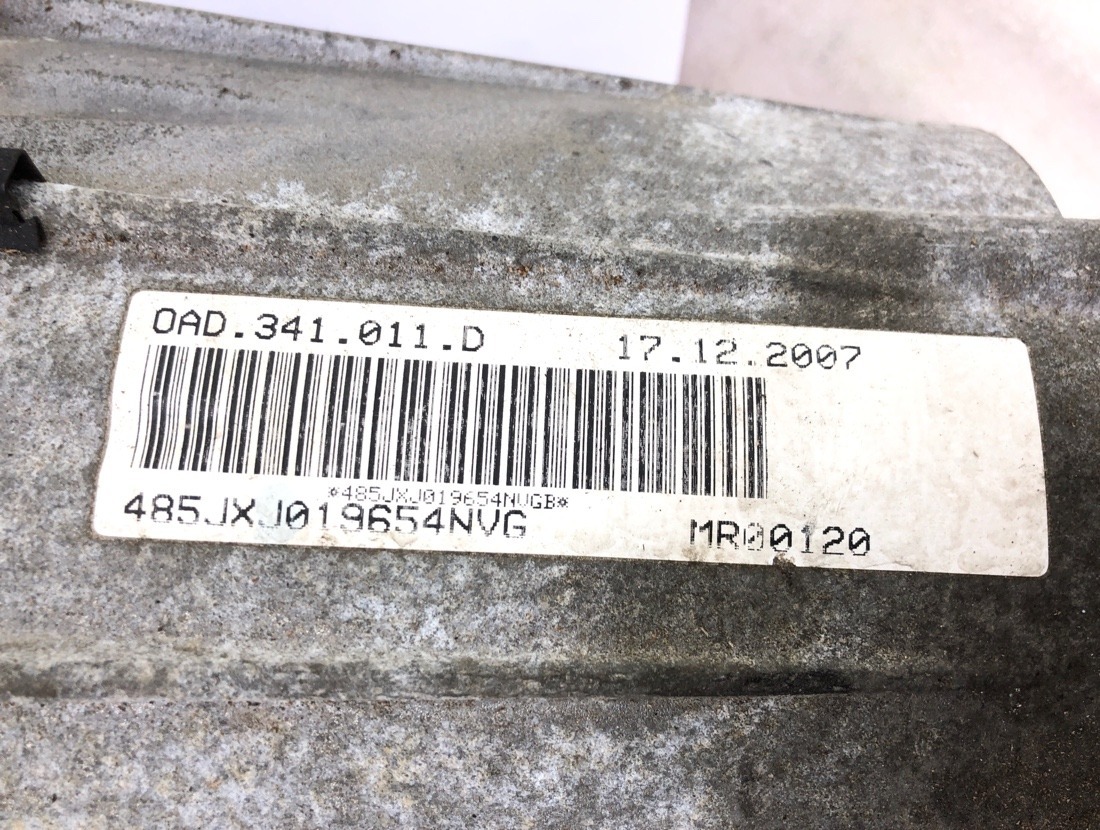 0AD.341.011.D 17.12.2007
*485JXJ019654NVGB*
485JXJ019654NVG MR00120